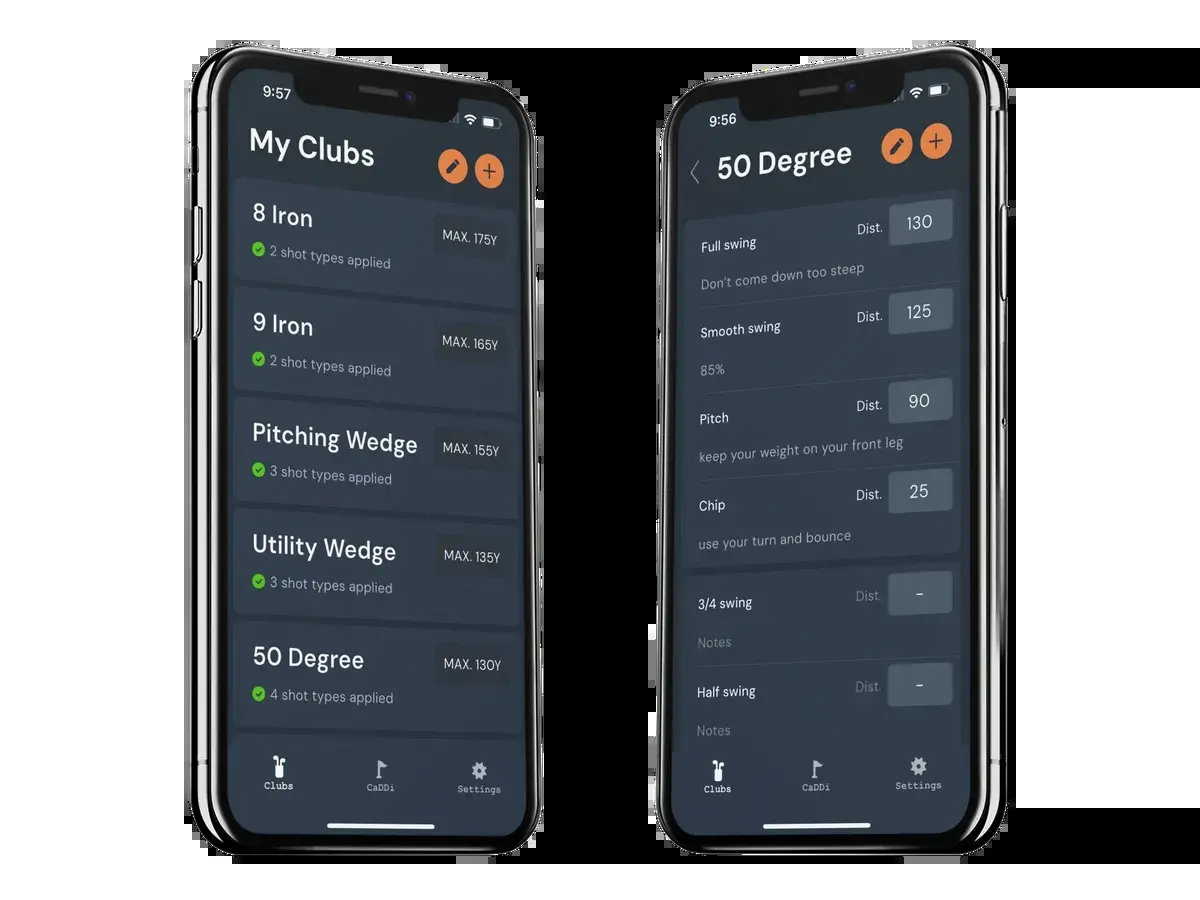 9:57
My Clubs
8 Iron
MAX. 175Y
2 shot types applied
9 Iron
MAX. 165Y
2 shot types applied
Pitching Wedge
MAX. 155Y
3 shot types applied
Utility Wedge
MAX. 135Y
3 shot types applied
50 Degree
MAX. 130Y
4 shot types applied
Clubs
CaDDi
Settings
9:56
50 Degree
Full swing
Dist.
130
Don't come down too steep
Smooth swing
Dist.
125
85%
Pitch
Dist.
90
keep your weight on your front leg
Chip
Dist.
25
use your turn and bounce
3/4 swing
Dist.
-
Notes
Half swing
Dist.
-
Notes
Clubs
CaDDi
Settings